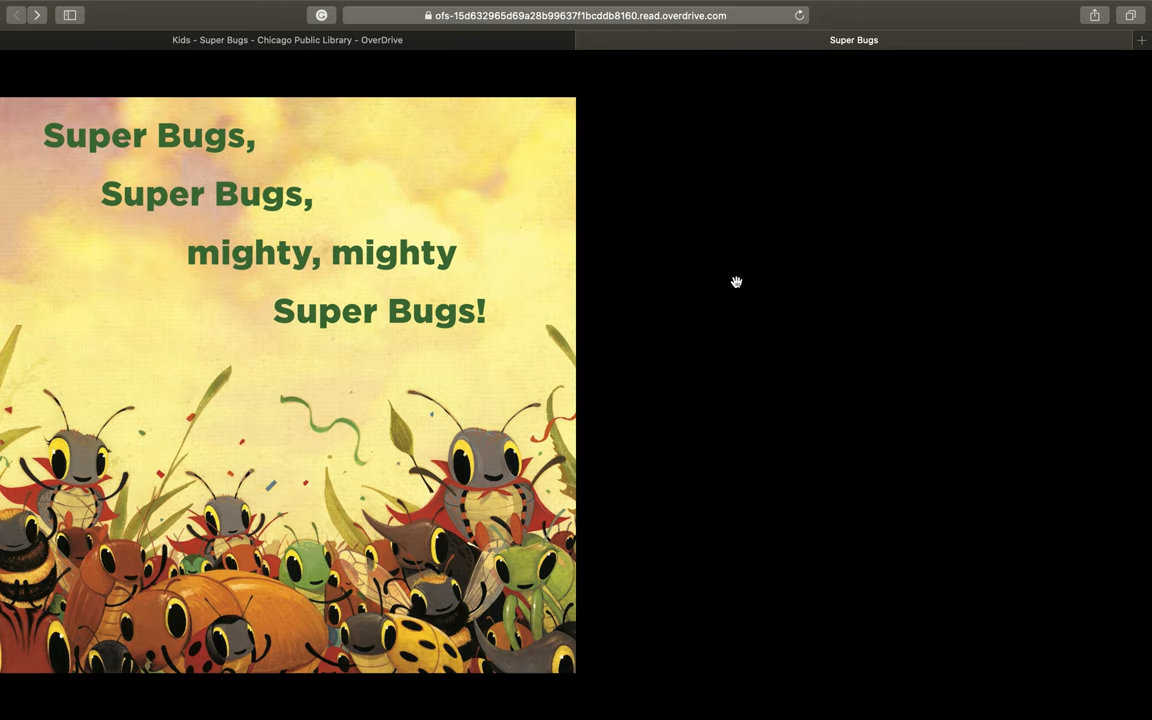 ofs-15d632965d69a28b99637f1bcddb8160.read.overdrive.com
Kids - Super Bugs - Chicago Public Library - OverDrive
Super Bugs
Super Bugs,
Super Bugs,
mighty, mighty
Super Bugs!